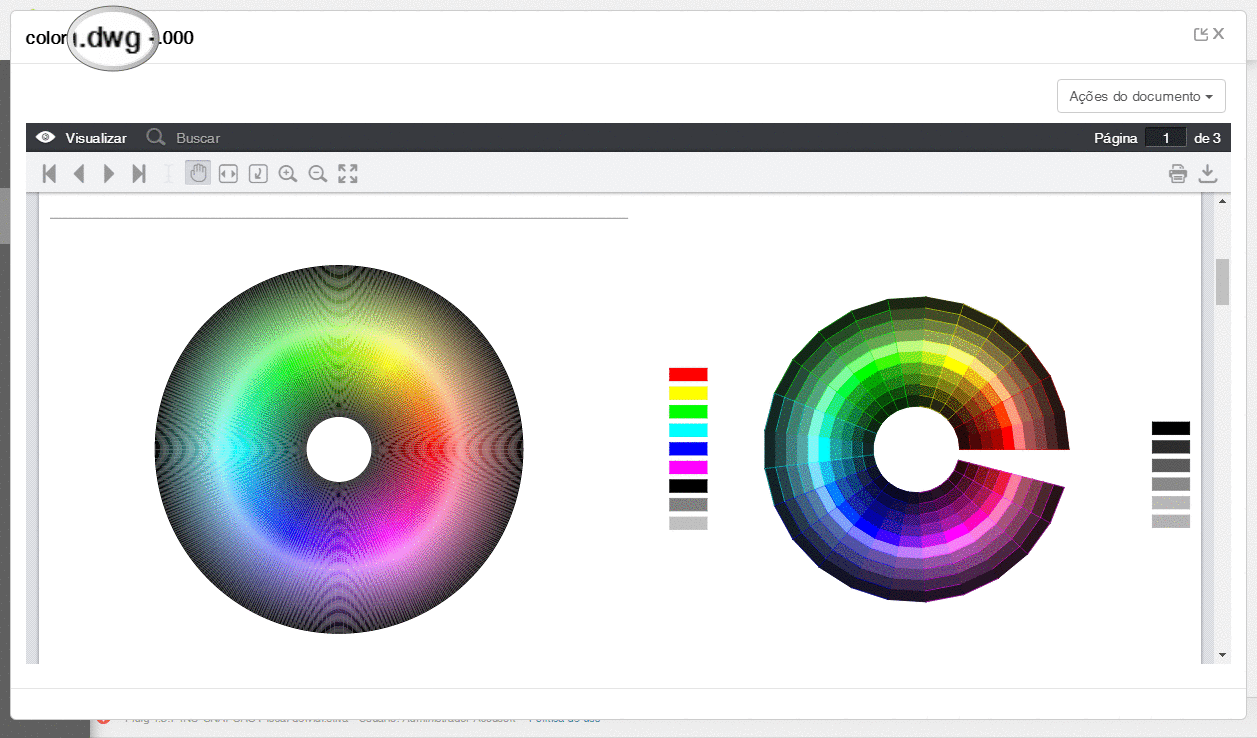 color .dwg - .000
Ações do documento
Visualizar Buscar Página 1 de 3